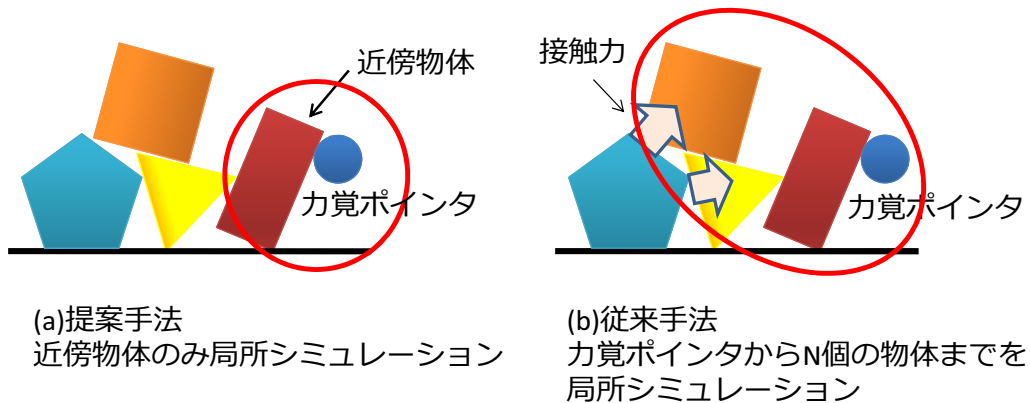 近傍物体
力覚ポインタ
(a)提案手法
近傍物体のみ局所シミュレーション
接触力
力覚ポインタ
(b)従来手法
力覚ポインタからN個の物体までを
局所シミュレーション